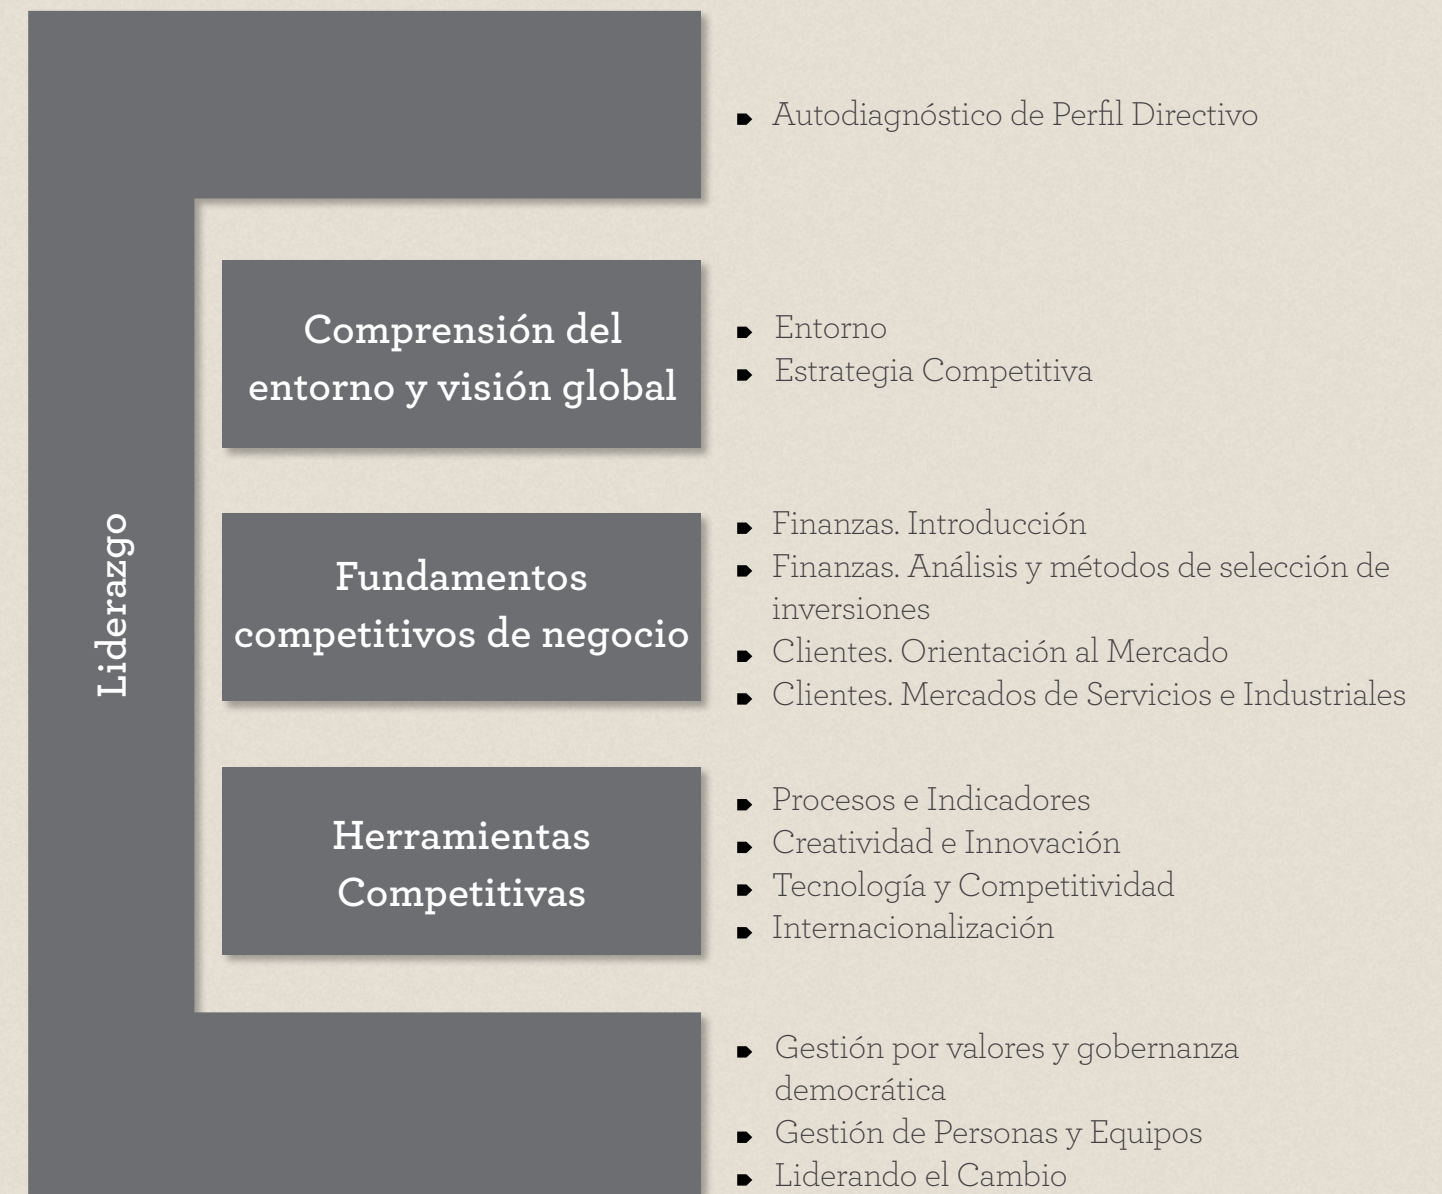 Liderazgo
Autodiagnóstico de Perfil Directivo
Comprensión del
entorno y visión global
Entorno
Estrategia Competitiva
Fundamentos
competitivos de negocio
Finanzas. Introducción
Finanzas. Análisis y métodos de selección de
inversiones
Clientes. Orientación al Mercado
Clientes. Mercados de Servicios e Industriales
Herramientas
Competitivas
Procesos e Indicadores
Creatividad e Innovación
Tecnología y Competitividad
Internacionalización
Gestión por valores y gobernanza
democrática
Gestión de Personas y Equipos
Liderando el Cambio